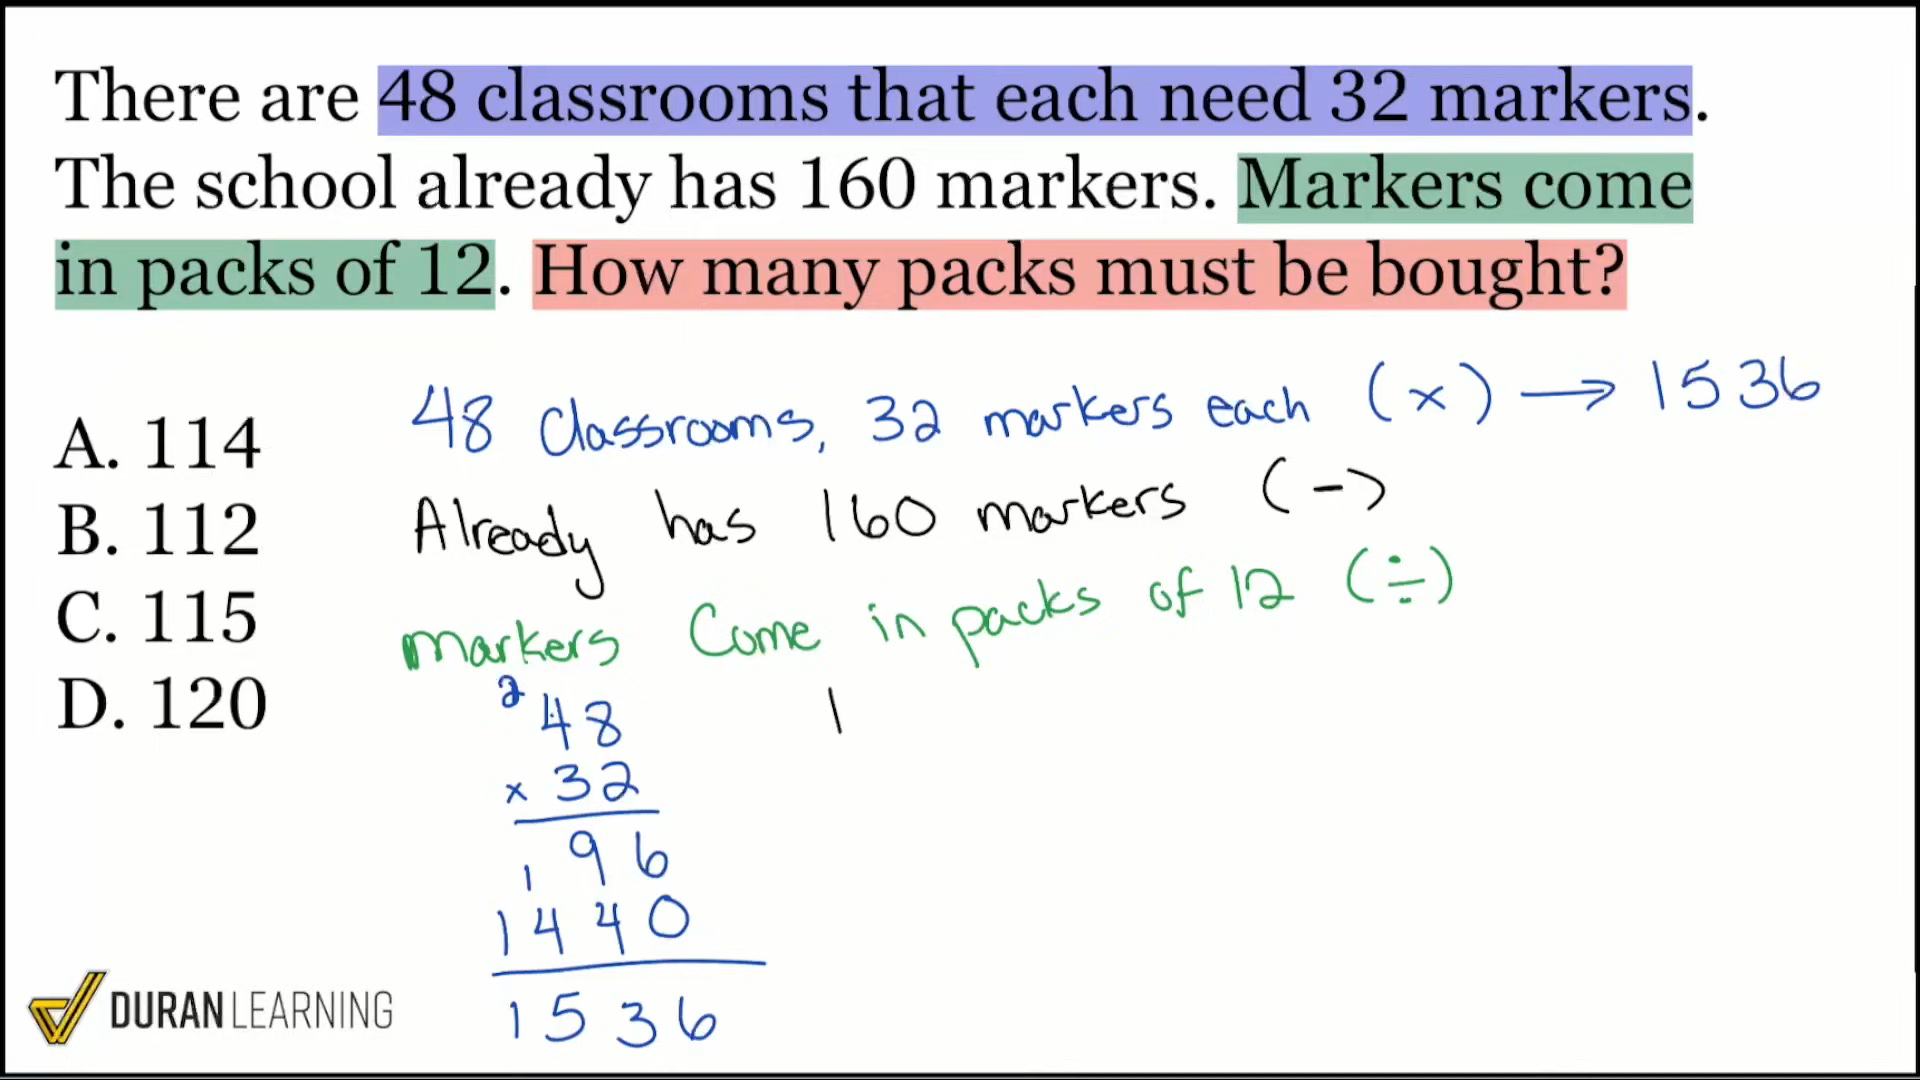 There are 48 classrooms that each need 32 markers.
The school already has 160 markers. Markers come
in packs of 12. How many packs must be bought?
48 Classrooms, 32 markers each (x) → 1536
A. 114
Already has 160 markers (-)
B. 112
markers Come in packs of 12 (÷)
C. 115
D. 120
2
48
1
x 32
196
1440
1536
DURAN LEARNING